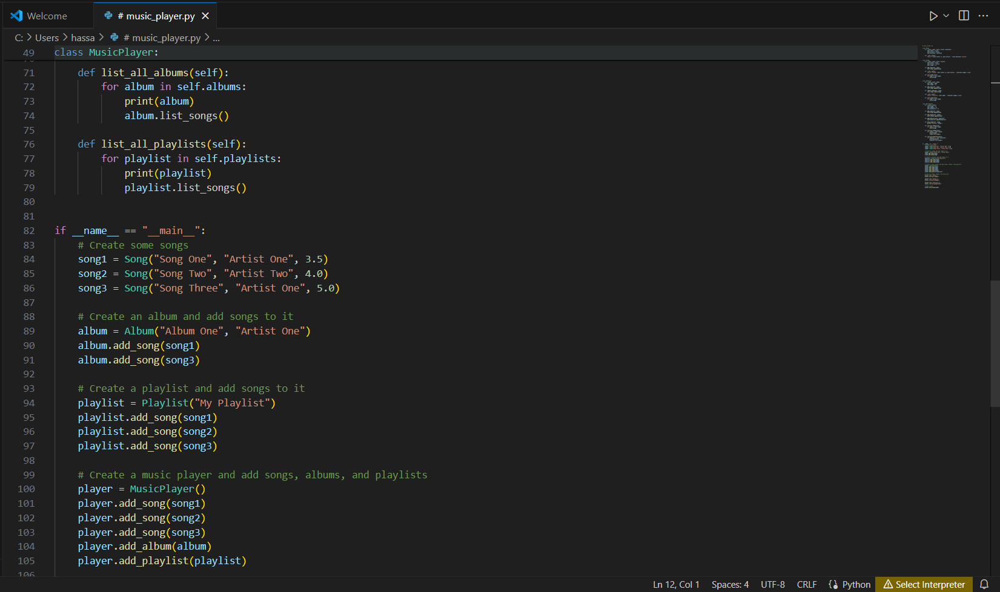 Welcome
# music_player.py
C: > Users > hassa > # music_player.py > ...
49 class MusicPlayer:
71     def list_all_albums(self):
72         for album in self.albums:
73             print(album)
74             album.list_songs()
75
76     def list_all_playlists(self):
77         for playlist in self.playlists:
78             print(playlist)
79             playlist.list_songs()
80
81
82 if __name__ == "__main__":
83     # Create some songs
84     song1 = Song("Song One", "Artist One", 3.5)
85     song2 = Song("Song Two", "Artist Two", 4.0)
86     song3 = Song("Song Three", "Artist One", 5.0)
87
88     # Create an album and add songs to it
89     album = Album("Album One", "Artist One")
90     album.add_song(song1)
91     album.add_song(song3)
92
93     # Create a playlist and add songs to it
94     playlist = Playlist("My Playlist")
95     playlist.add_song(song1)
96     playlist.add_song(song2)
97     playlist.add_song(song3)
98
99     # Create a music player and add songs, albums, and playlists
100     player = MusicPlayer()
101     player.add_song(song1)
102     player.add_song(song2)
103     player.add_song(song3)
104     player.add_album(album)
105     player.add_playlist(playlist)
106
Ln 12, Col 1 Spaces: 4 UTF-8 CRLF Python Select Interpreter